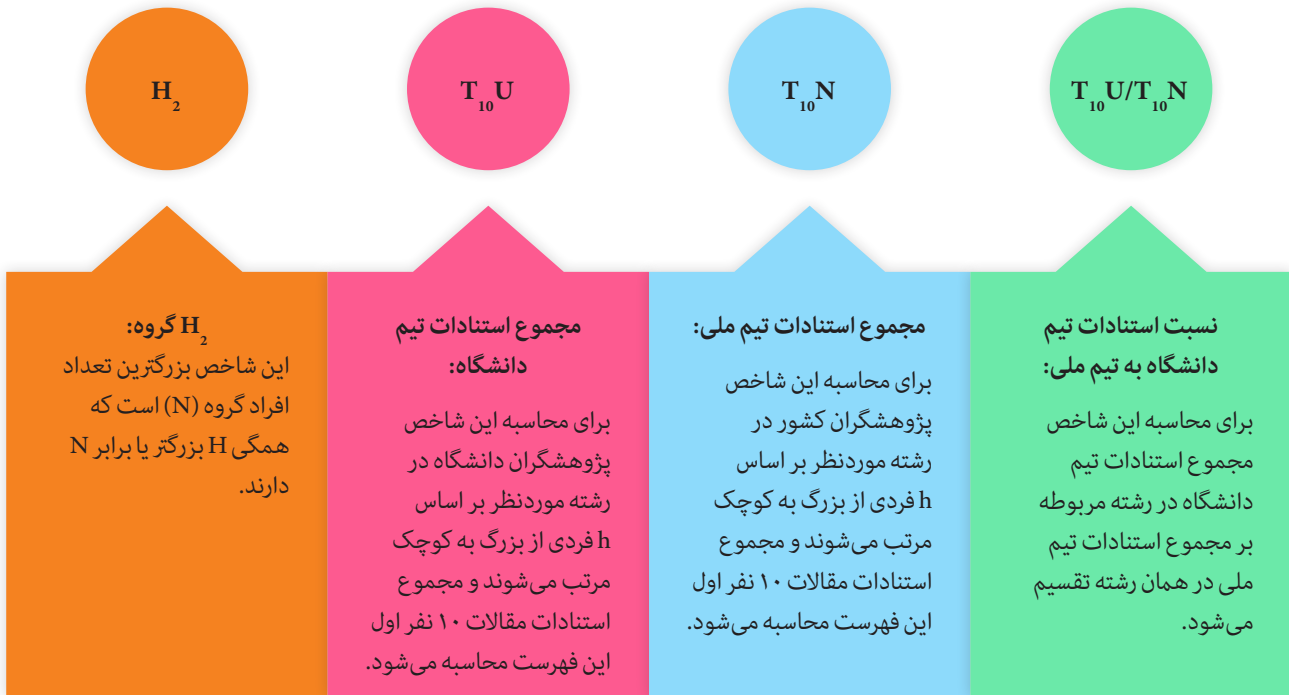 T₁₀U/T₁₀N
نسبت استنادات تیم
دانشگاه به تیم ملی:
برای محاسبه این شاخص
مجموع استنادات تیم
دانشگاه در رشته مربوطه
بر مجموع استنادات تیم
ملی در همان رشته تقسیم
می‌شود.
T₁₀N
مجموع استنادات تیم ملی:
برای محاسبه این شاخص
پژوهشگران کشور در
رشته موردنظر بر اساس
h فردی از بزرگ به کوچک
مرتب می‌شوند و مجموع
استنادات مقالات ۱۰ نفر اول
این فهرست محاسبه می‌شود.
T₁₀U
مجموع استنادات تیم
دانشگاه:
برای محاسبه این شاخص
پژوهشگران دانشگاه در
رشته موردنظر بر اساس
h فردی از بزرگ به کوچک
مرتب می‌شوند و مجموع
استنادات مقالات ۱۰ نفر اول
این فهرست محاسبه می‌شود.
H₂
H₂ گروه:
این شاخص بزرگترین تعداد
افراد گروه (N) است که
همگی H بزرگتر یا برابر N
دارند.